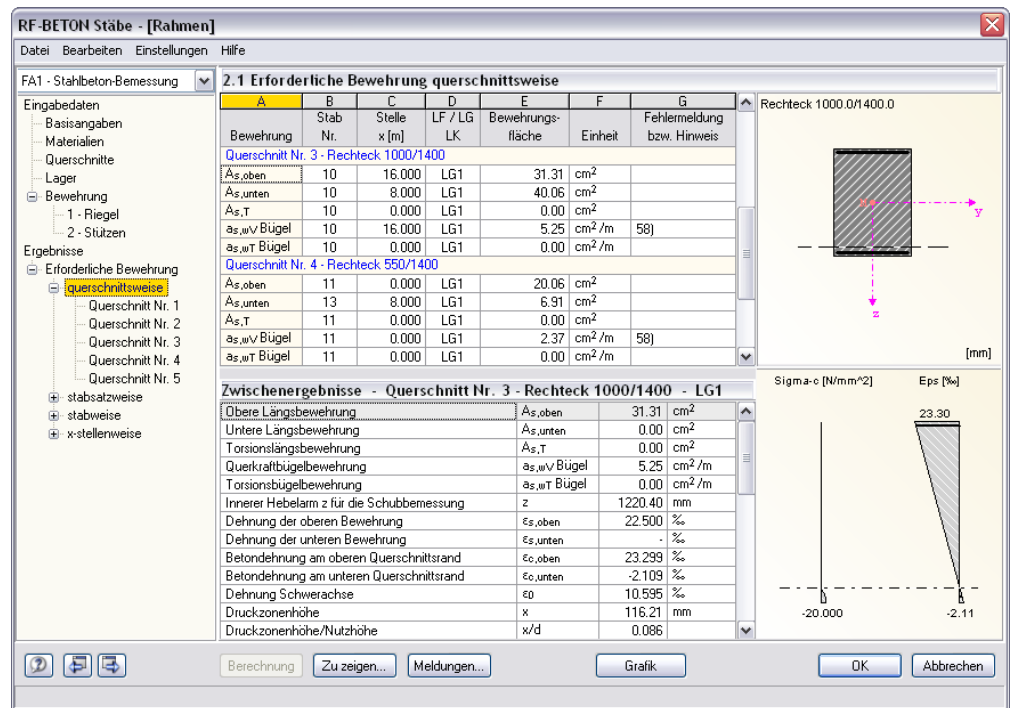 RF-BETON Stäbe - [Rahmen]
Datei Bearbeiten Einstellungen Hilfe
FA1 - Stahlbeton-Bemessung
Eingabedaten
Basisangaben
Materialien
Querschnitte
Lager
Bewehrung
1 - Riegel
2 - Stützen
Ergebnisse
Erforderliche Bewehrung
querschnittsweise
Querschnitt Nr. 1
Querschnitt Nr. 2
Querschnitt Nr. 3
Querschnitt Nr. 4
Querschnitt Nr. 5
stabsatzweise
stabweise
x-stellenweise
2.1 Erforderliche Bewehrung querschnittsweise
A B C D E F G
Stab Stelle LF / LG Bewehrungs- Fehlermeldung
Bewehrung Nr. x [m] LK fläche Einheit bzw. Hinweis
Querschnitt Nr. 3 - Rechteck 1000/1400
As,oben 10 16.000 LG1 31.31 cm²
As,unten 10 8.000 LG1 40.06 cm²
As,T 10 0.000 LG1 0.00 cm²
as,wV Bügel 10 16.000 LG1 5.25 cm²/m 58)
as,wT Bügel 10 0.000 LG1 0.00 cm²/m
Querschnitt Nr. 4 - Rechteck 550/1400
As,oben 11 0.000 LG1 20.06 cm²
As,unten 13 8.000 LG1 6.91 cm²
As,T 11 0.000 LG1 0.00 cm²
as,wV Bügel 11 0.000 LG1 2.37 cm²/m 58)
as,wT Bügel 11 0.000 LG1 0.00 cm²/m
Rechteck 1000.0/1400.0
y
z
[mm]
Zwischenergebnisse - Querschnitt Nr. 3 - Rechteck 1000/1400 - LG1
Obere Längsbewehrung As,oben 31.31 cm²
Untere Längsbewehrung As,unten 0.00 cm²
Torsionslängsbewehrung As,T 0.00 cm²
Querkraftbügelbewehrung as,wV Bügel 5.25 cm²/m
Torsionsbügelbewehrung as,wT Bügel 0.00 cm²/m
Innerer Hebelarm z für die Schubbemessung z 1220.40 mm
Dehnung der oberen Bewehrung εs,oben 22.500 ‰
Dehnung der unteren Bewehrung εs,unten - ‰
Betondehnung am oberen Querschnittsrand εc,oben 23.299 ‰
Betondehnung am unteren Querschnittsrand εc,unten -2.109 ‰
Dehnung Schwerachse ε0 10.595 ‰
Druckzonenhöhe x 116.21 mm
Druckzonenhöhe/Nutzhöhe x/d 0.086
Sigma-c [N/mm^2] Eps [‰]
23.30
-20.000 -2.11
Berechnung Zu zeigen... Meldungen... Grafik OK Abbrechen